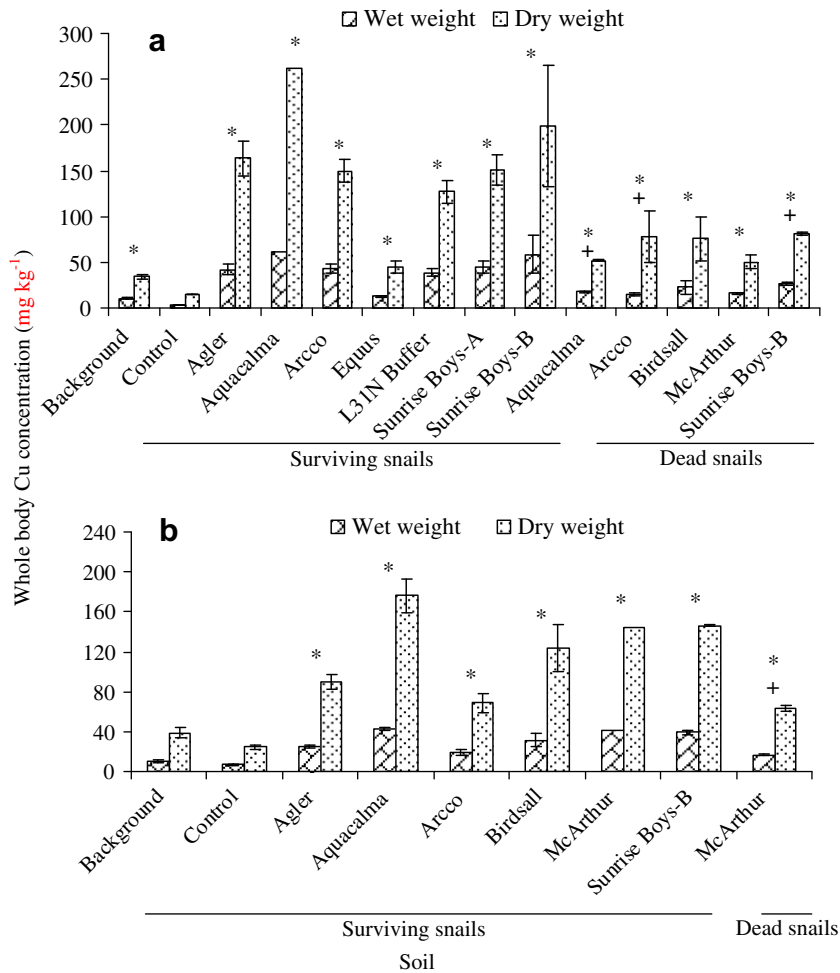 Whole body Cu concentration (mg kg-1)
a
Wet weight Dry weight
300
250
200
150
100
50
0
* * * * * * * * * * * * *
+ + +
Background
Control
Agler
Aquacalma
Arcco
Equus
L31N Buffer
Sunrise Boys-A
Sunrise Boys-B
Aquacalma
Arcco
Birdsall
McArthur
Sunrise Boys-B
Surviving snails Dead snails
b
Wet weight Dry weight
240
200
160
120
80
40
0
* * * * * * *
+
Background
Control
Agler
Aquacalma
Arcco
Birdsall
McArthur
Sunrise Boys-B
McArthur
Surviving snails Dead snails
Soil